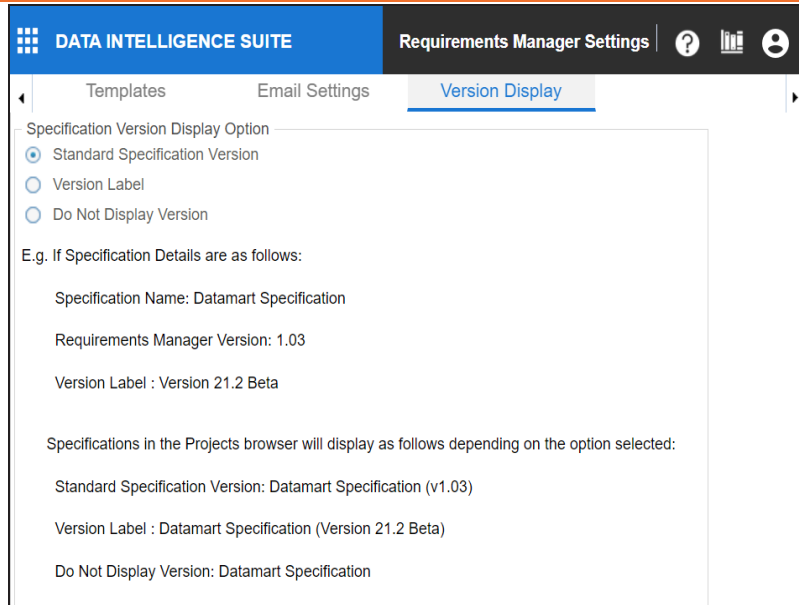 DATA INTELLIGENCE SUITE
Requirements Manager Settings
Templates
Email Settings
Version Display
Specification Version Display Option
Standard Specification Version
Version Label
Do Not Display Version
E.g. If Specification Details are as follows:
Specification Name: Datamart Specification
Requirements Manager Version: 1.03
Version Label : Version 21.2 Beta
Specifications in the Projects browser will display as follows depending on the option selected:
Standard Specification Version: Datamart Specification (v1.03)
Version Label : Datamart Specification (Version 21.2 Beta)
Do Not Display Version: Datamart Specification